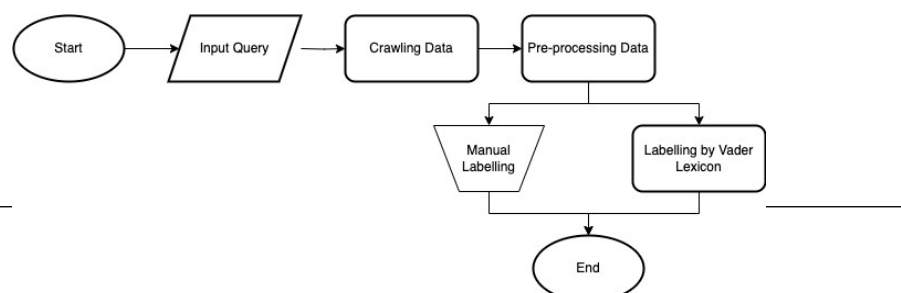 Start
Input Query
Crawling Data
Pre-processing Data
Manual
Labelling
Labelling by Vader
Lexicon
End